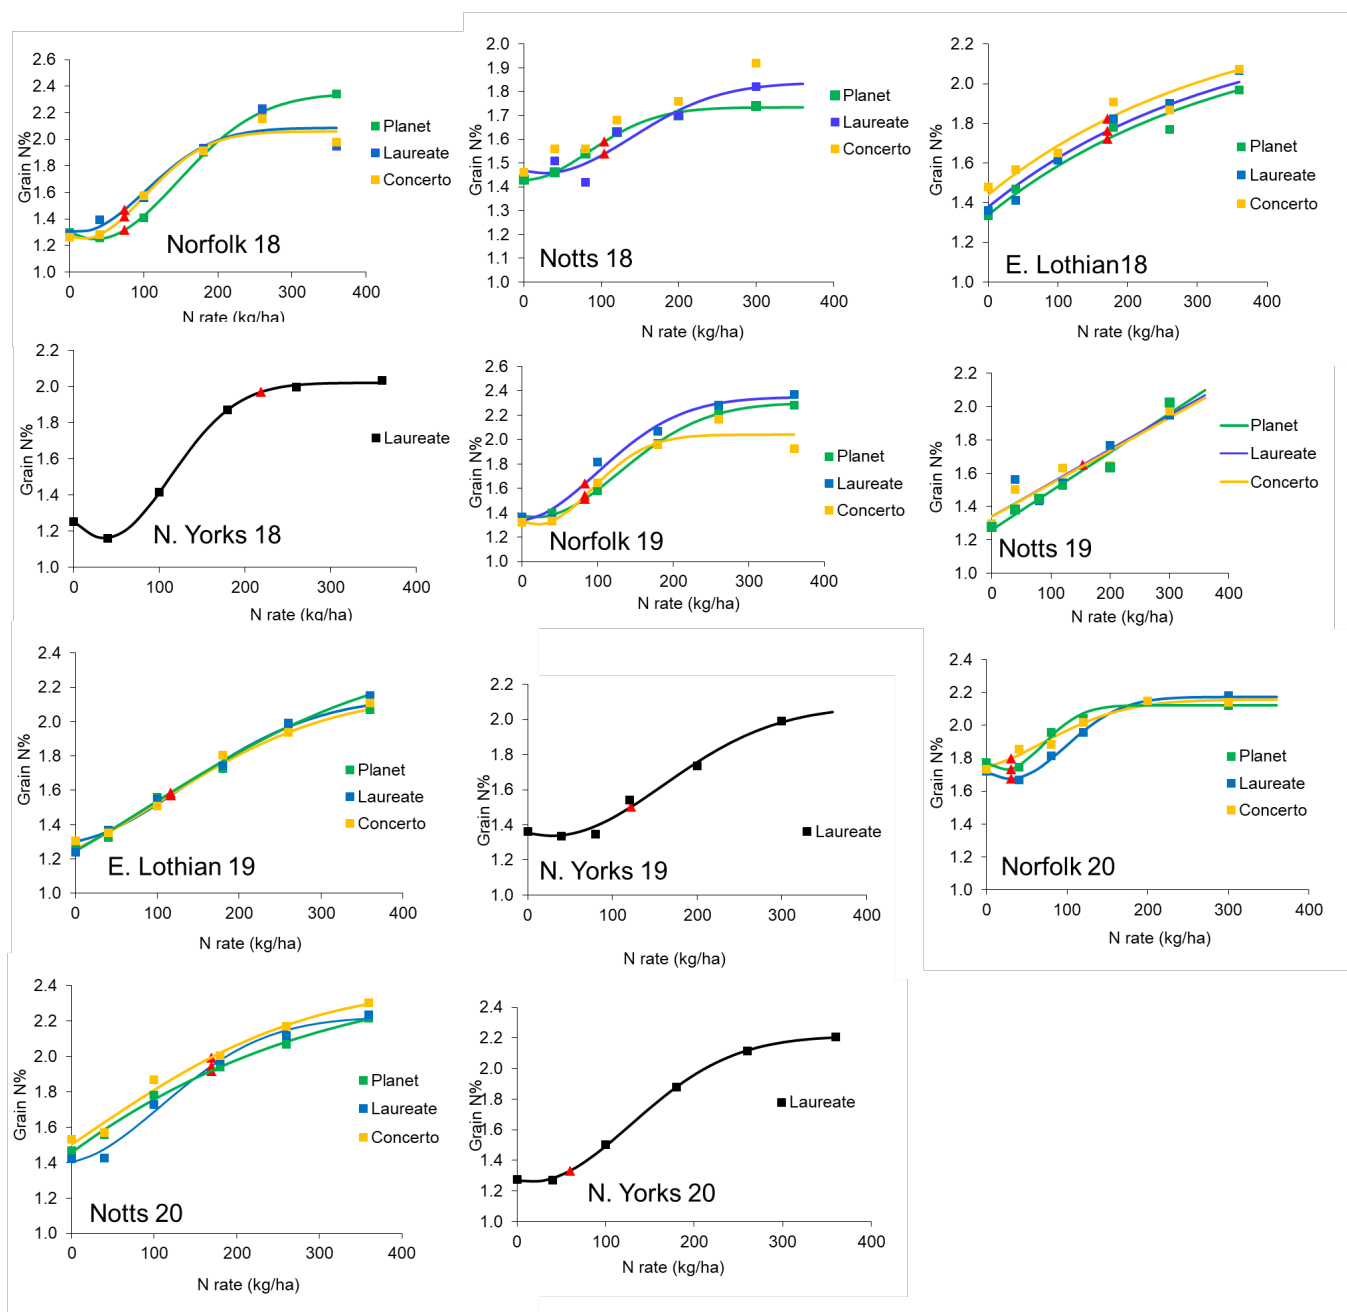 2.6
2.4
2.2
2.0
1.8
1.6
1.4
1.2
1.0
Grain N%
0 100 200 300 400
N rate (kg/ha)
Norfolk 18
Planet
Laureate
Concerto
2.0
1.9
1.8
1.7
1.6
1.5
1.4
1.3
1.2
1.1
1.0
Grain N%
0 100 200 300 400
N rate (kg/ha)
Notts 18
Planet
Laureate
Concerto
2.2
2.0
1.8
1.6
1.4
1.2
1.0
Grain N%
0 100 200 300 400
N rate (kg/ha)
E. Lothian18
Planet
Laureate
Concerto
2.2
2.0
1.8
1.6
1.4
1.2
1.0
Grain N%
0 100 200 300 400
N rate (kg/ha)
N. Yorks 18
Laureate
2.6
2.4
2.2
2.0
1.8
1.6
1.4
1.2
1.0
Grain N%
0 100 200 300 400
N rate (kg/ha)
Norfolk 19
Planet
Laureate
Concerto
2.2
2.0
1.8
1.6
1.4
1.2
1.0
Grain N%
0 100 200 300 400
N rate (kg/ha)
Notts 19
Planet
Laureate
Concerto
2.4
2.2
2.0
1.8
1.6
1.4
1.2
1.0
Grain N%
0 100 200 300 400
N rate (kg/ha)
E. Lothian 19
Planet
Laureate
Concerto
2.2
2.0
1.8
1.6
1.4
1.2
1.0
Grain N%
0 100 200 300 400
N rate (kg/ha)
N. Yorks 19
Laureate
2.4
2.2
2.0
1.8
1.6
1.4
1.2
1.0
Grain N%
0 100 200 300 400
N rate (kg/ha)
Norfolk 20
Planet
Laureate
Concerto
2.4
2.2
2.0
1.8
1.6
1.4
1.2
1.0
Grain N%
0 100 200 300 400
N rate (kg/ha)
Notts 20
Planet
Laureate
Concerto
2.4
2.2
2.0
1.8
1.6
1.4
1.2
1.0
Grain N%
0 100 200 300 400
N rate (kg/ha)
N. Yorks 20
Laureate